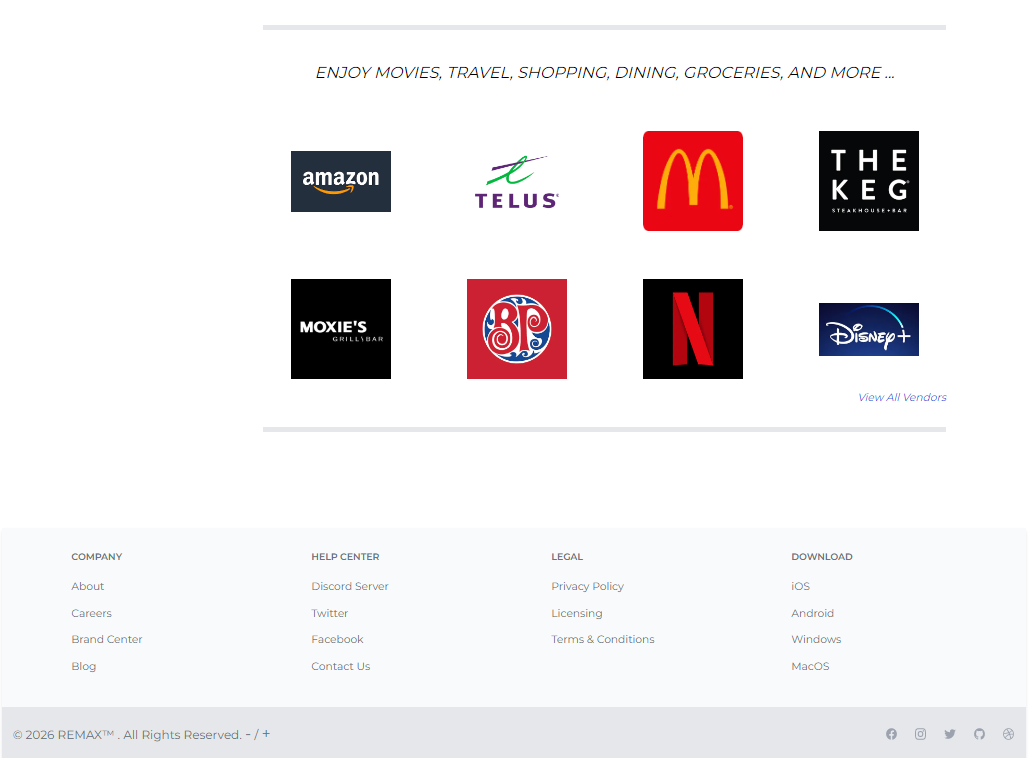 ENJOY MOVIES, TRAVEL, SHOPPING, DINING, GROCERIES, AND MORE ...
amazon
TELUS®
THE
KEG
STEAKHOUSE+BAR
MOXIE'S
GRILL\BAR
BP
N
Disney+
View All Vendors
COMPANY
About
Careers
Brand Center
Blog
HELP CENTER
Discord Server
Twitter
Facebook
Contact Us
LEGAL
Privacy Policy
Licensing
Terms & Conditions
DOWNLOAD
iOS
Android
Windows
MacOS
© 2026 REMAX™ . All Rights Reserved. - / +